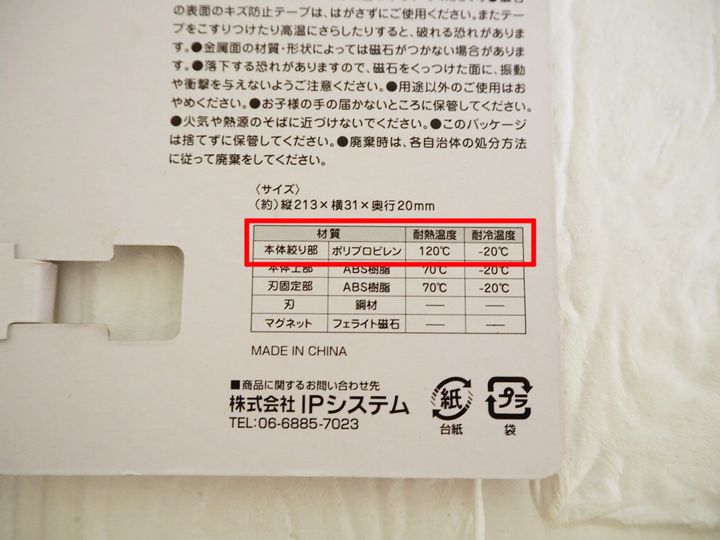 の表面のキズ防止テープは、はがさずにご使用ください。またテー
プをこすりつけたり高温にさらしたりすると、破れる恐れがありま
す。●金属面の材質・形状によっては磁石がつかない場合がありま
す。●落下する恐れがありますので、磁石をくっつけた面に、振動
や衝撃を与えないようご注意ください。●用途以外のご使用はお
やめください。●お子様の手の届かないところに保管してください。
●火気や熱源のそばに近づけないでください。●このパッケージ
は捨てずに保管してください。●廃棄時は、各自治体の処分方法
に従って廃棄をしてください。
〈サイズ〉
(約)縦213×横31×奥行20mm
材質 耐熱温度 耐冷温度
本体絞り部 ポリプロピレン 120℃ -20℃
本体上部 ABS樹脂 70℃ -20℃
刃固定部 ABS樹脂 70℃ -20℃
刃 鋼材 ── ──
マグネット フェライト磁石 ── ──
MADE IN CHINA
■商品に関するお問い合わせ先
株式会社 IPシステム
TEL:06-6885-7023
紙
台紙
プラ
袋